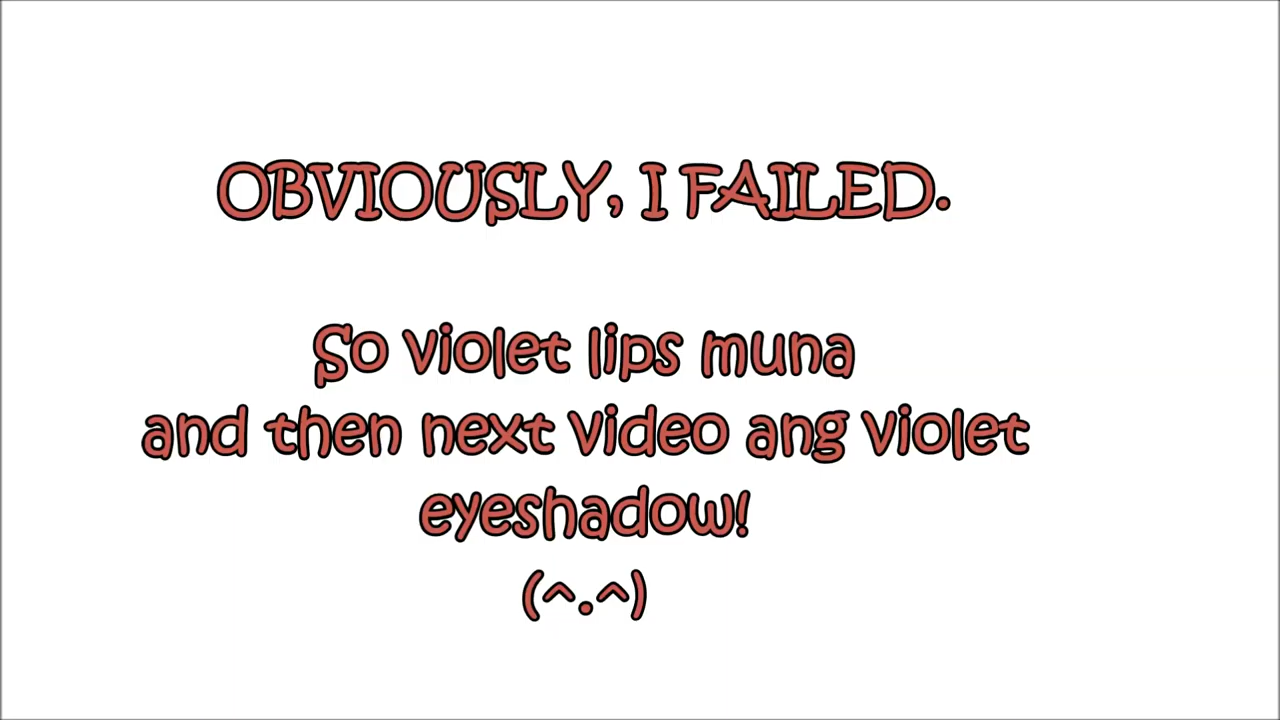 OBVIOUSLY, I FAILED.
So violet lips muna
and then next video ang violet
eyeshadow!
(^.^)